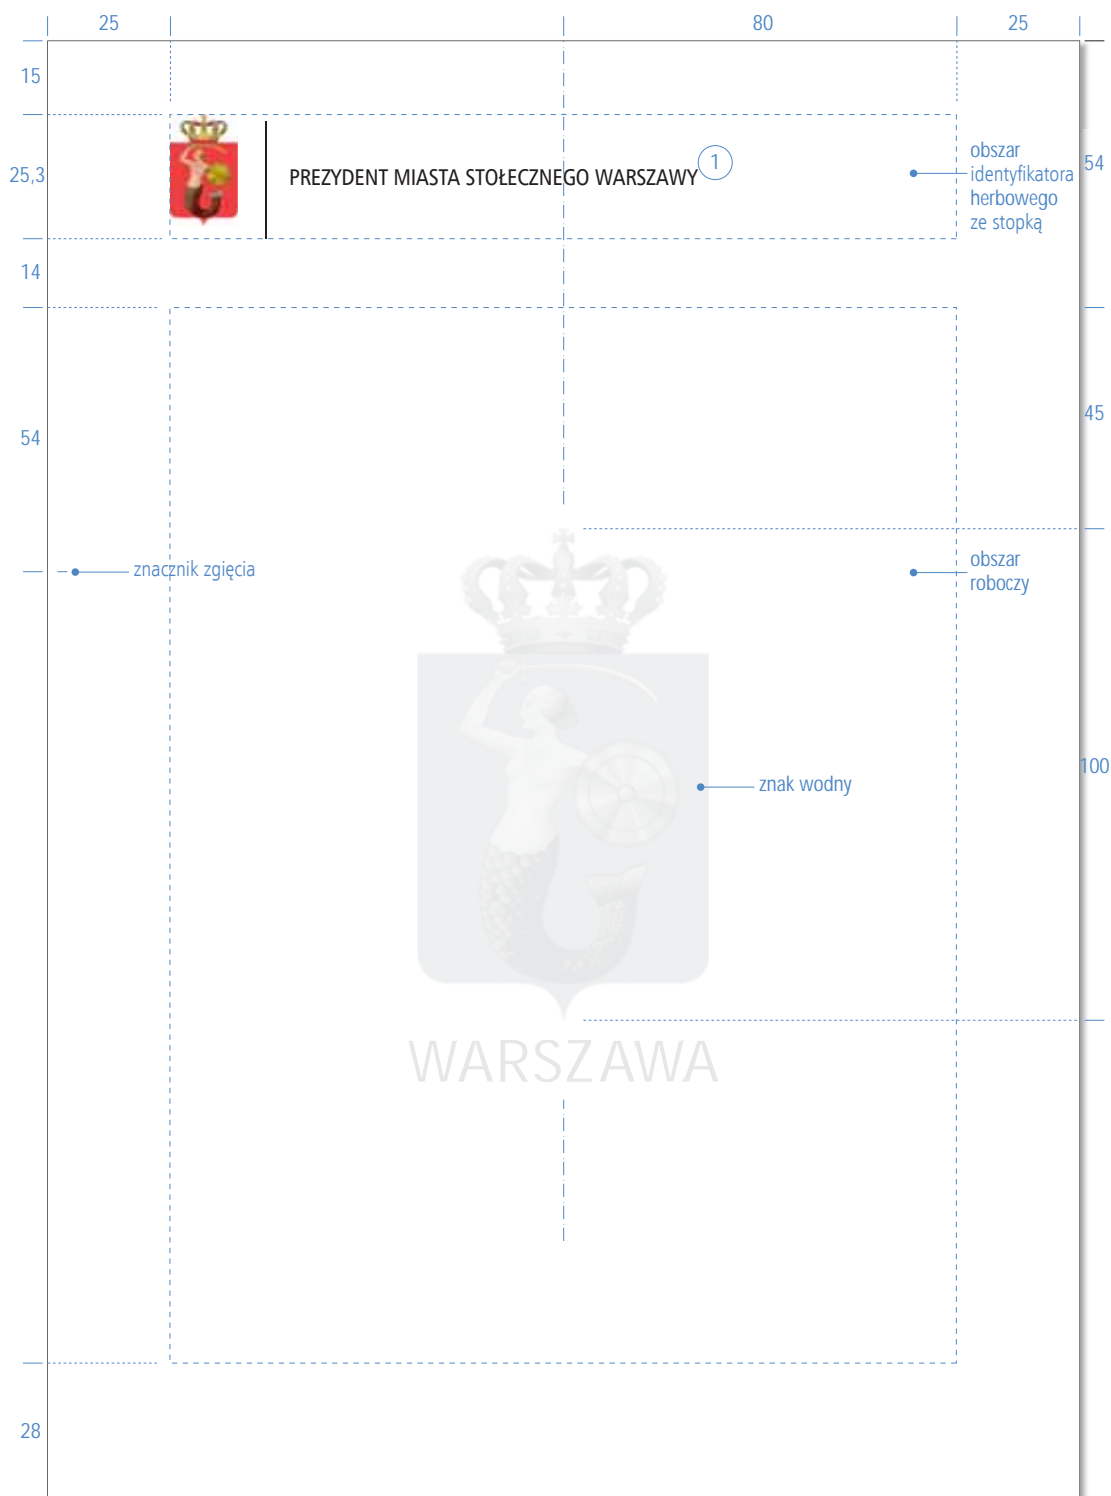 25
80
25
15
PREZYDENT MIASTA STOŁECZNEGO WARSZAWY
1
obszar
identyfikatora
herbowego
ze stopką
54
25,3
14
45
54
znacznik zgięcia
obszar
roboczy
100
znak wodny
WARSZAWA
28